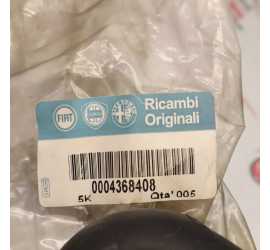 FIAT
Ricambi
Originali
0004368408
5K Qta' 005